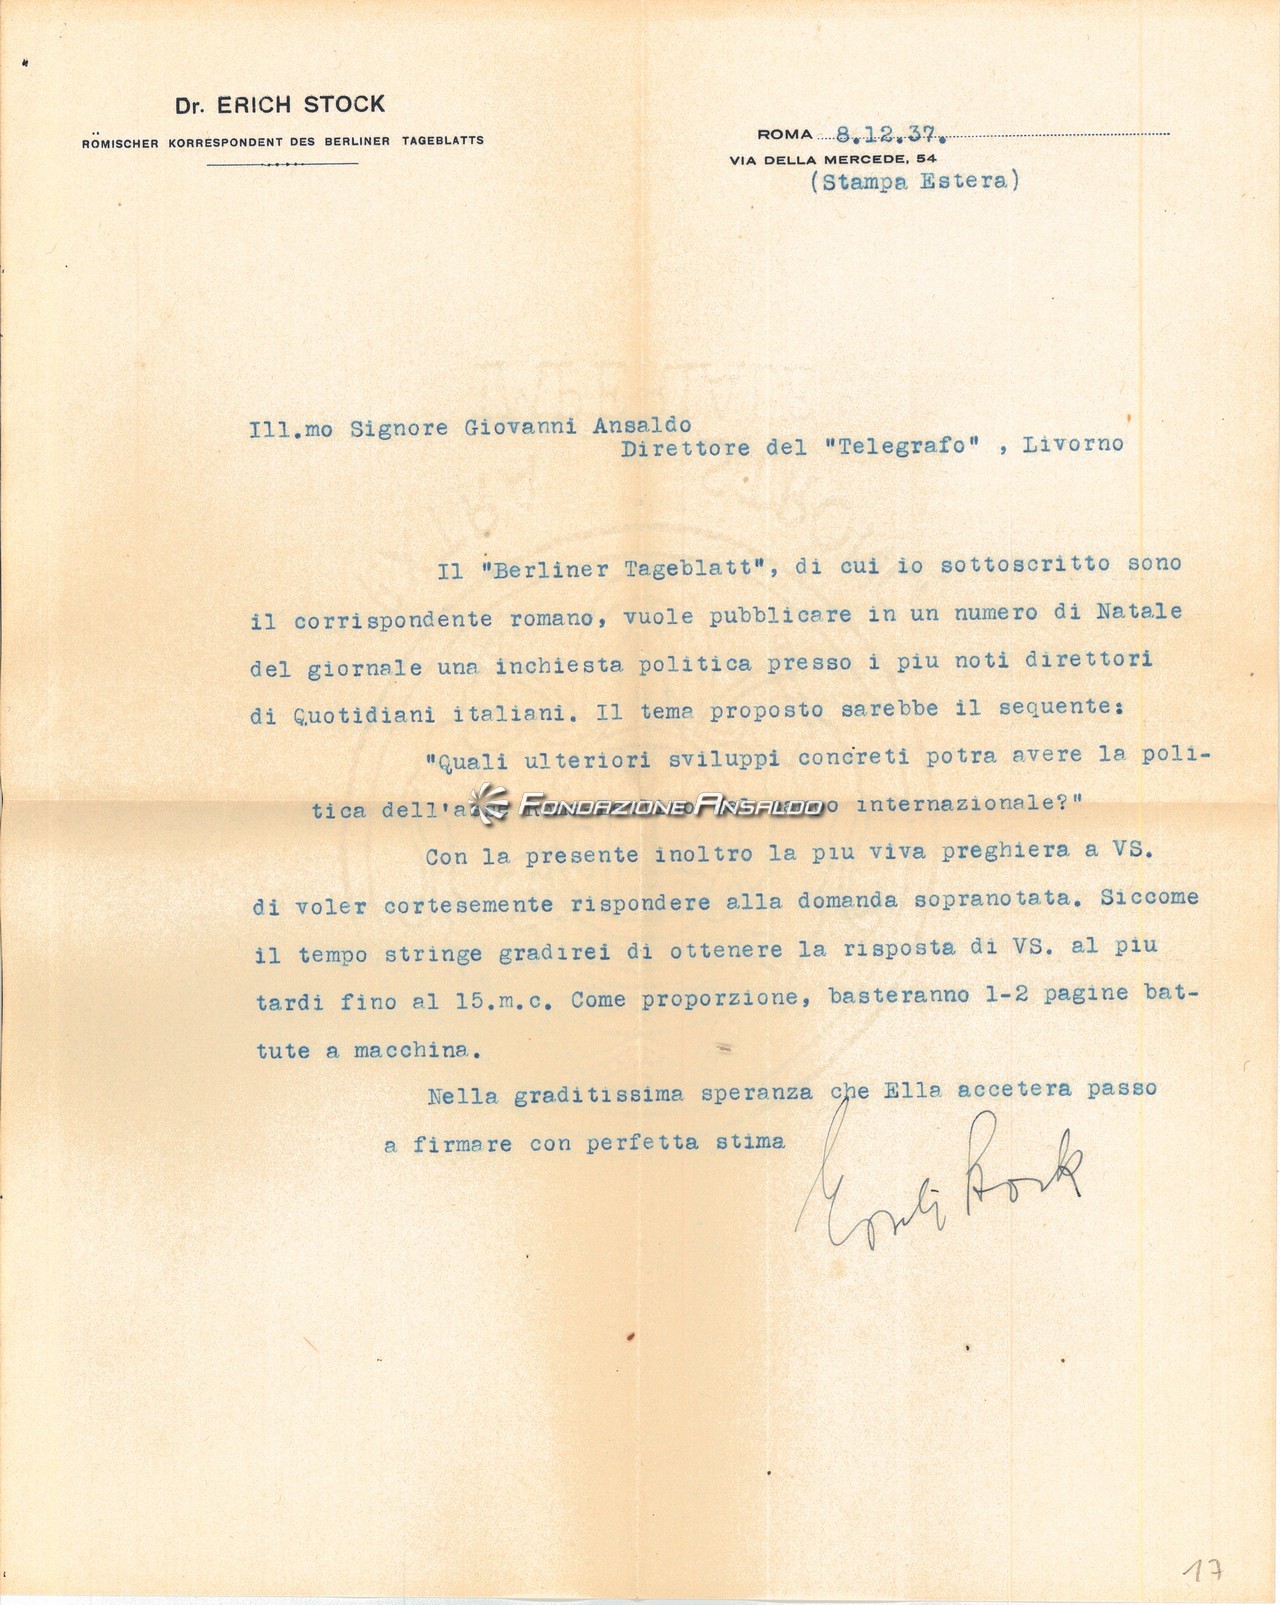 Dr. ERICH STOCK
RÖMISCHER KORRESPONDENT DES BERLINER TAGEBLATTS
ROMA 8.12.37.
VIA DELLA MERCEDE, 54
(Stampa Estera)
Ill.mo Signore Giovanni Ansaldo
Direttore del "Telegrafo" , Livorno
Il "Berliner Tageblatt", di cui io sottoscritto sono
il corrispondente romano, vuole pubblicare in un numero di Natale
del giornale una inchiesta politica presso i piu noti direttori
di Quotidiani italiani. Il tema proposto sarebbe il sequente:
"Quali ulteriori sviluppi concreti potra avere la poli-
tica dell' internazionale?"
FONDAZIONE ANSALDO
Con la presente inoltro la piu viva preghiera a VS.
di voler cortesemente rispondere alla domanda sopranotata. Siccome
il tempo stringe gradirei di ottenere la risposta di VS. al piu
tardi fino al 15.m.c. Come proporzione, basteranno 1-2 pagine bat-
tute a macchina.
Nella graditissima speranza che Ella accetera passo
a firmare con perfetta stima
Stock
17